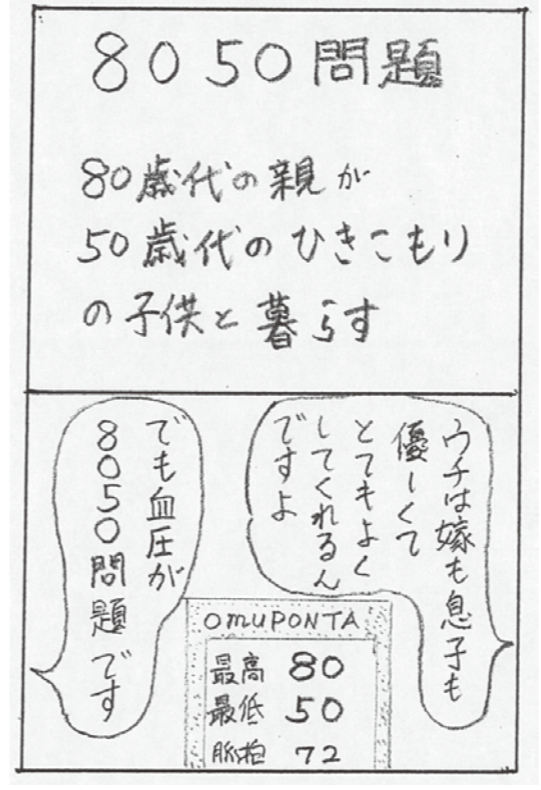 8050問題
80歳代の親が
50歳代のひきこもり
の子供と暮らす
ウチは嫁も息子も
優しくて
とてもよく
してくれるん
ですよ
でも血圧が
8050問題です
OMUPONTA
最高 80
最低 50
脈拍 72